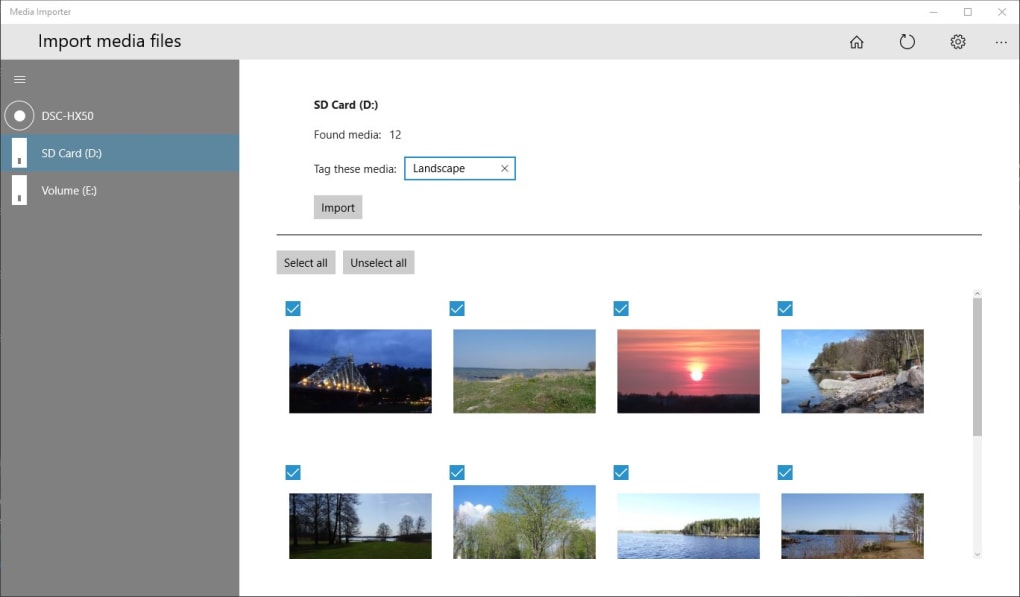 Media Importer
Import media files
DSC-HX50
SD Card (D:)
Volume (E:)
SD Card (D:)
Found media: 12
Tag these media: Landscape
Import
Select all Unselect all